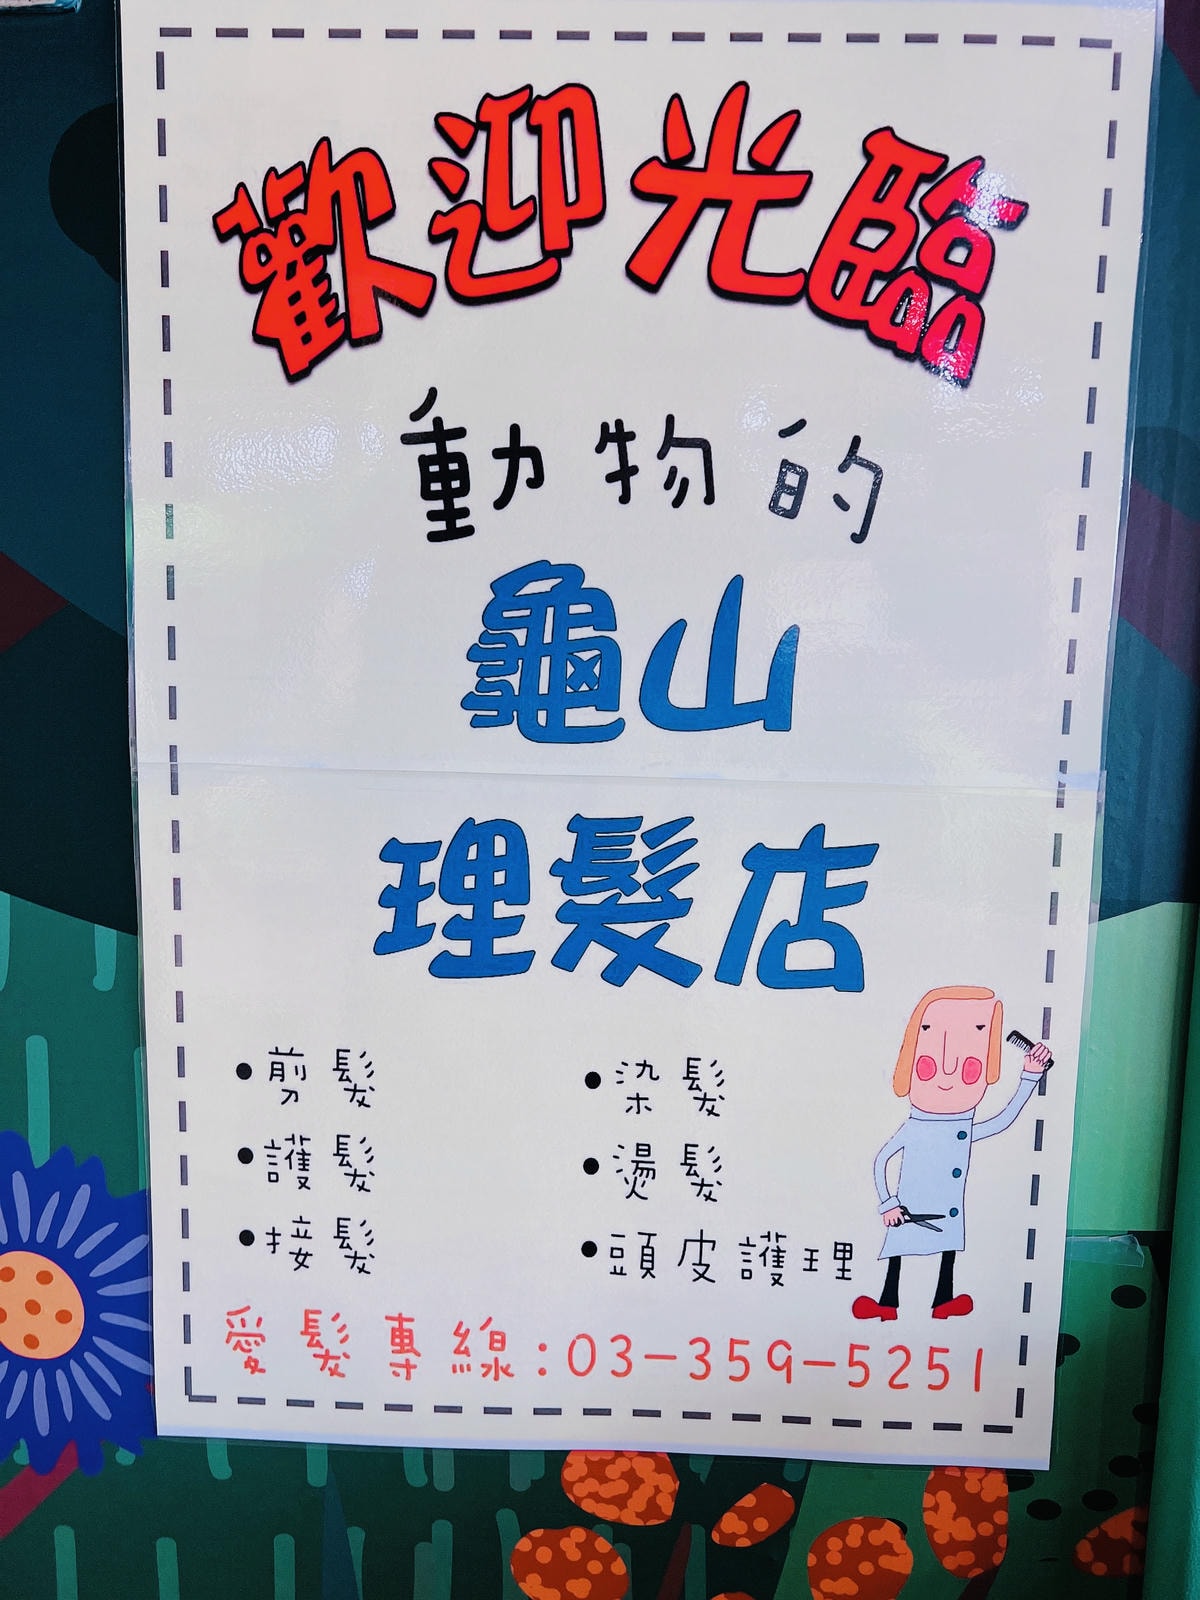 歡迎光臨
動物的
龜山
理髮店
•剪髮 •染髮
•護髮 •燙髮
•接髮 •頭皮護理
愛髮專線:03-359-5251